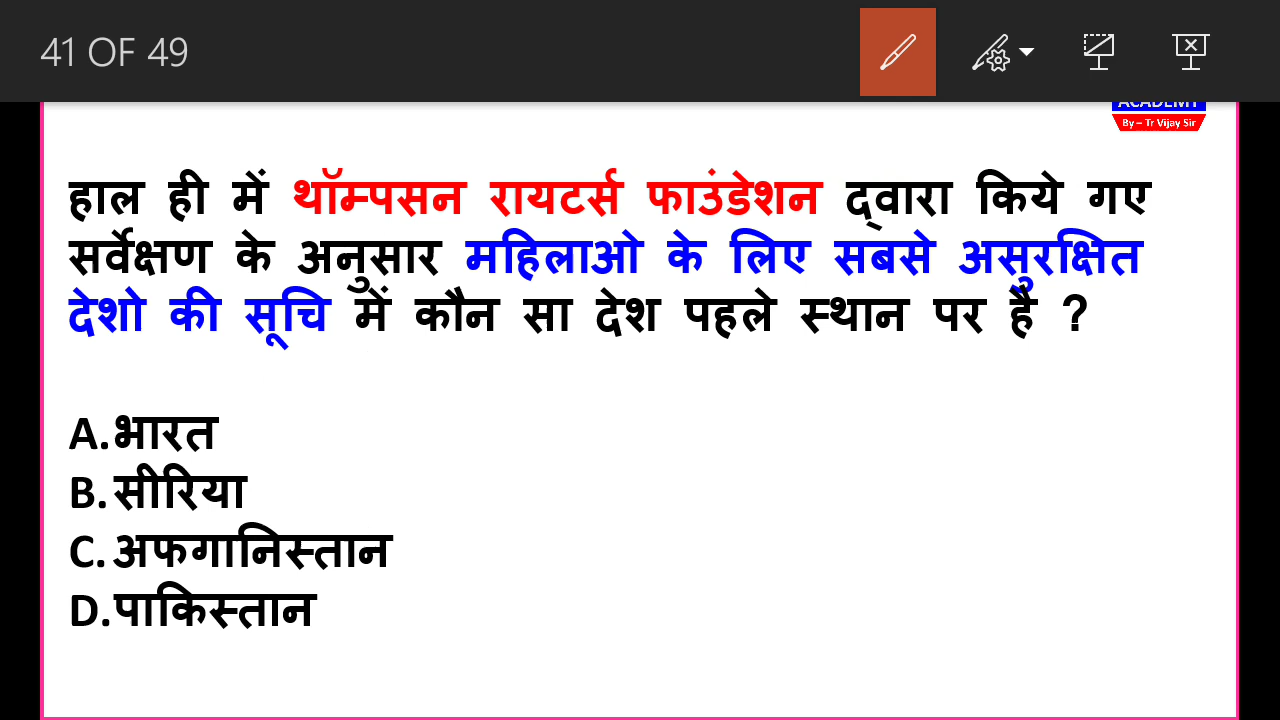 41 OF 49
ACADEMY
By – Tr Vijay Sir
हाल ही में थॉम्पसन रायटर्स फाउंडेशन द्वारा किये गए
सर्वेक्षण के अनुसार महिलाओ के लिए सबसे असुरक्षित
देशो की सूचि में कौन सा देश पहले स्थान पर है ?
A.भारत
B.सीरिया
C.अफगानिस्तान
D.पाकिस्तान